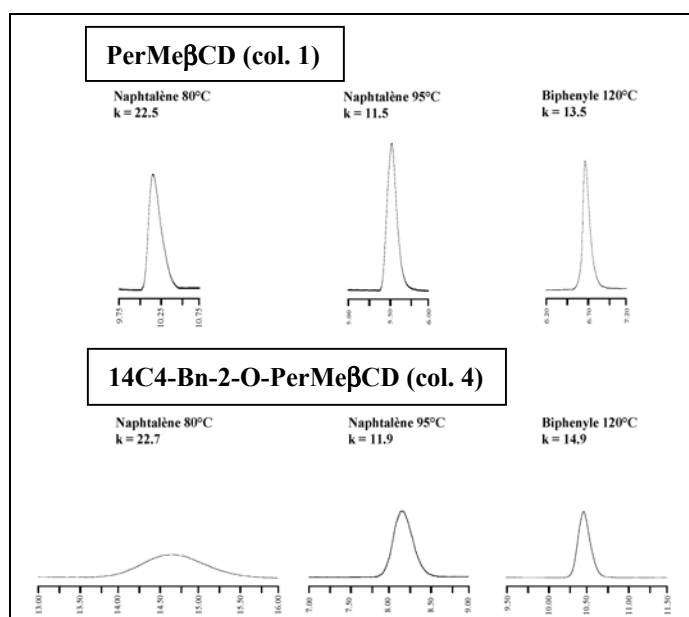 PerMeβCD (col. 1)
Naphtalène 80°C
k = 22.5
Naphtalène 95°C
k = 11.5
Biphenyle 120°C
k = 13.5
9.75 10.25 10.75
5.00 5.50 6.00
6.20 6.70 7.20
14C4-Bn-2-O-PerMeβCD (col. 4)
Naphtalène 80°C
k = 22.7
Naphtalène 95°C
k = 11.9
Biphenyle 120°C
k = 14.9
13.00 13.50 14.00 14.50 15.00 15.50 16.00
7.00 7.50 8.00 8.50 9.00
9.50 10.00 10.50 11.00 11.50